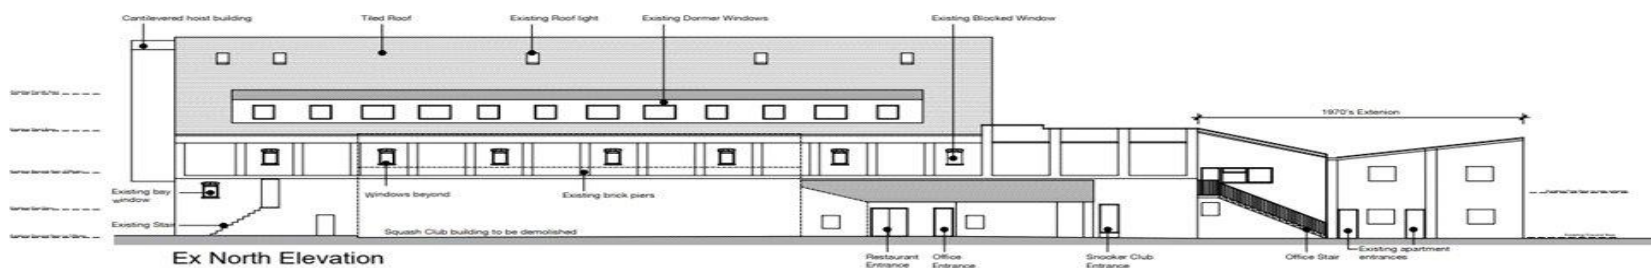 Cantilevered hoist building
Tiled Roof
Existing Roof light
Existing Dormer Windows
Existing Blocked Window
1970's Extenion
Existing bay
window
Windows beyond
Existing brick piers
Existing Stair
Squash Club building to be demolished
Ex North Elevation
Restaurant
Entrance
Office
Entrance
Snooker Club
Entrance
Office Stair
Existing apartment
entrances